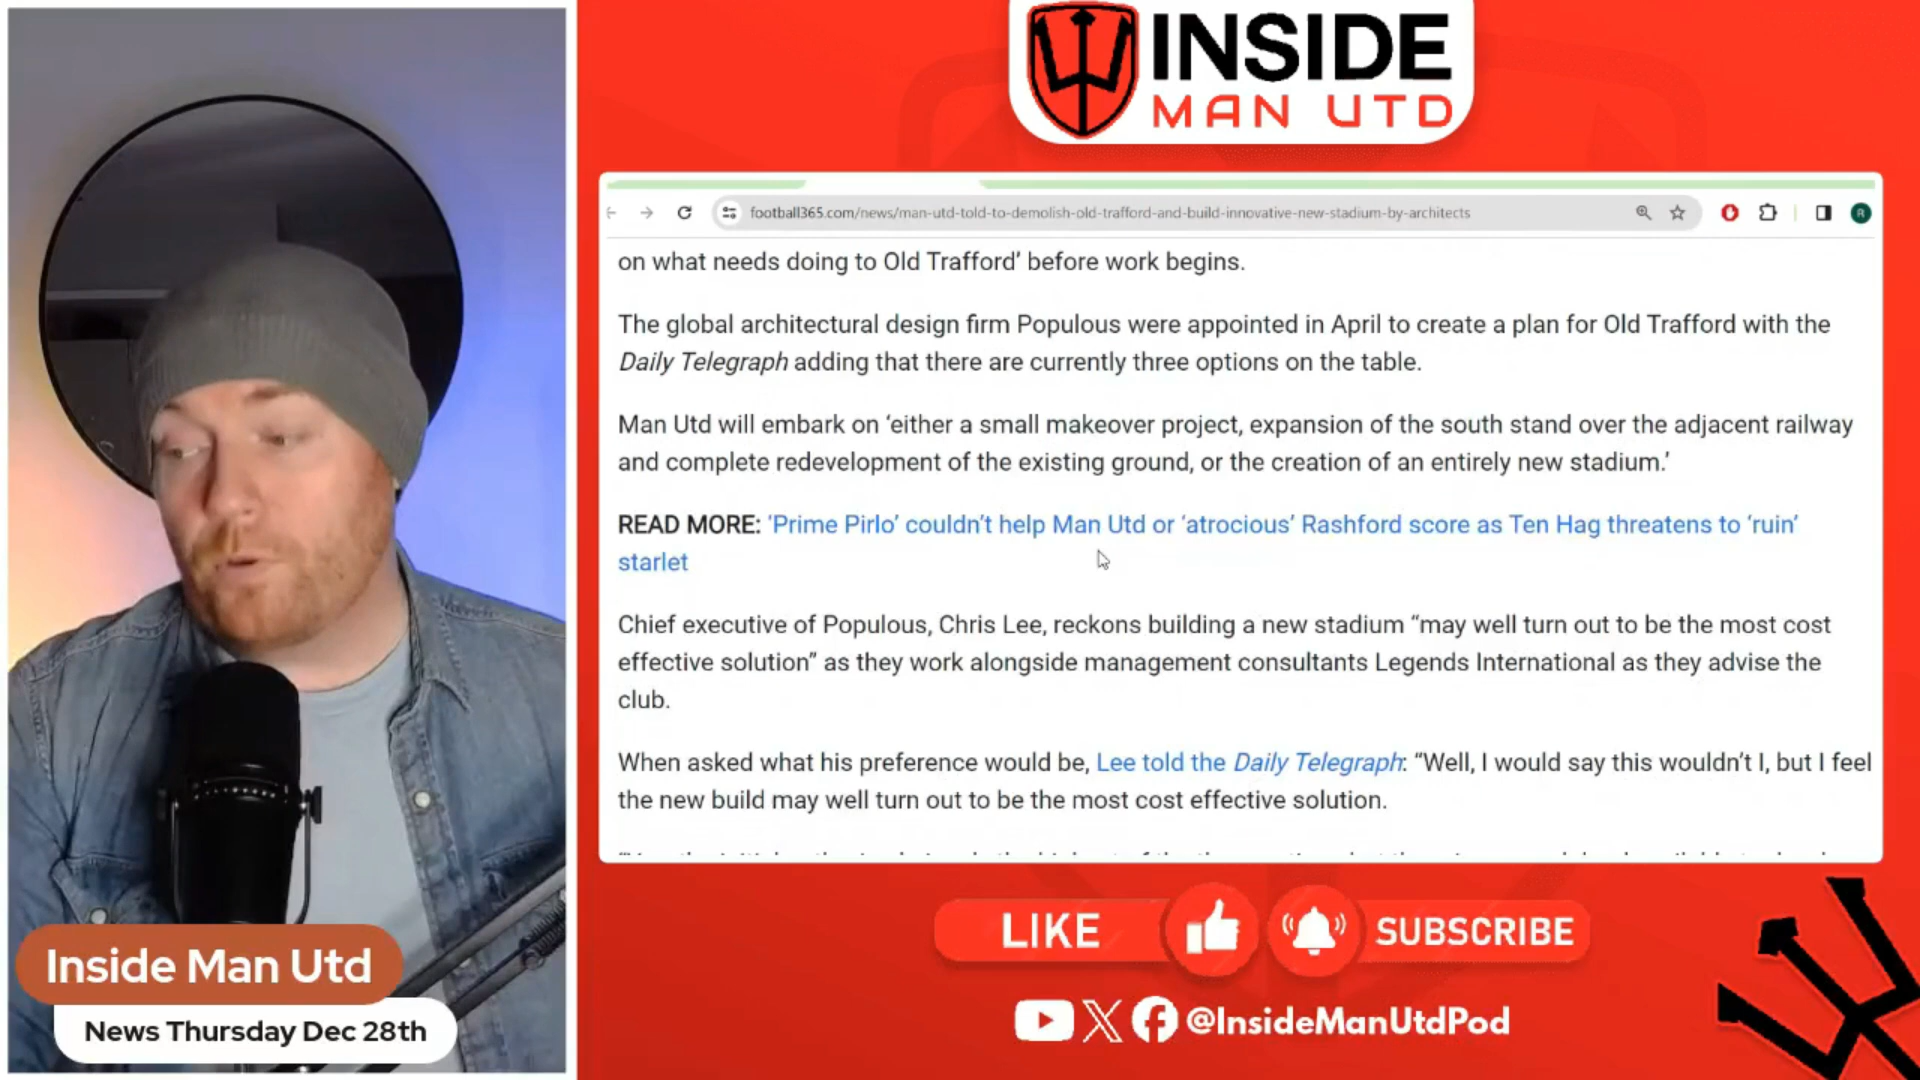 INSIDE
MAN UTD
football365.com/news/man-utd-told-to-demolish-old-trafford-and-build-innovative-new-stadium-by-architects
R
on what needs doing to Old Trafford’ before work begins.
The global architectural design firm Populous were appointed in April to create a plan for Old Trafford with the
Daily Telegraph adding that there are currently three options on the table.
Man Utd will embark on ‘either a small makeover project, expansion of the south stand over the adjacent railway
and complete redevelopment of the existing ground, or the creation of an entirely new stadium.’
READ MORE: ‘Prime Pirlo’ couldn’t help Man Utd or ‘atrocious’ Rashford score as Ten Hag threatens to ‘ruin’
starlet
Chief executive of Populous, Chris Lee, reckons building a new stadium “may well turn out to be the most cost
effective solution” as they work alongside management consultants Legends International as they advise the
club.
When asked what his preference would be, Lee told the Daily Telegraph: “Well, I would say this wouldn’t I, but I feel
the new build may well turn out to be the most cost effective solution.
LIKE
SUBSCRIBE
@InsideManUtdPod
Inside Man Utd
News Thursday Dec 28th